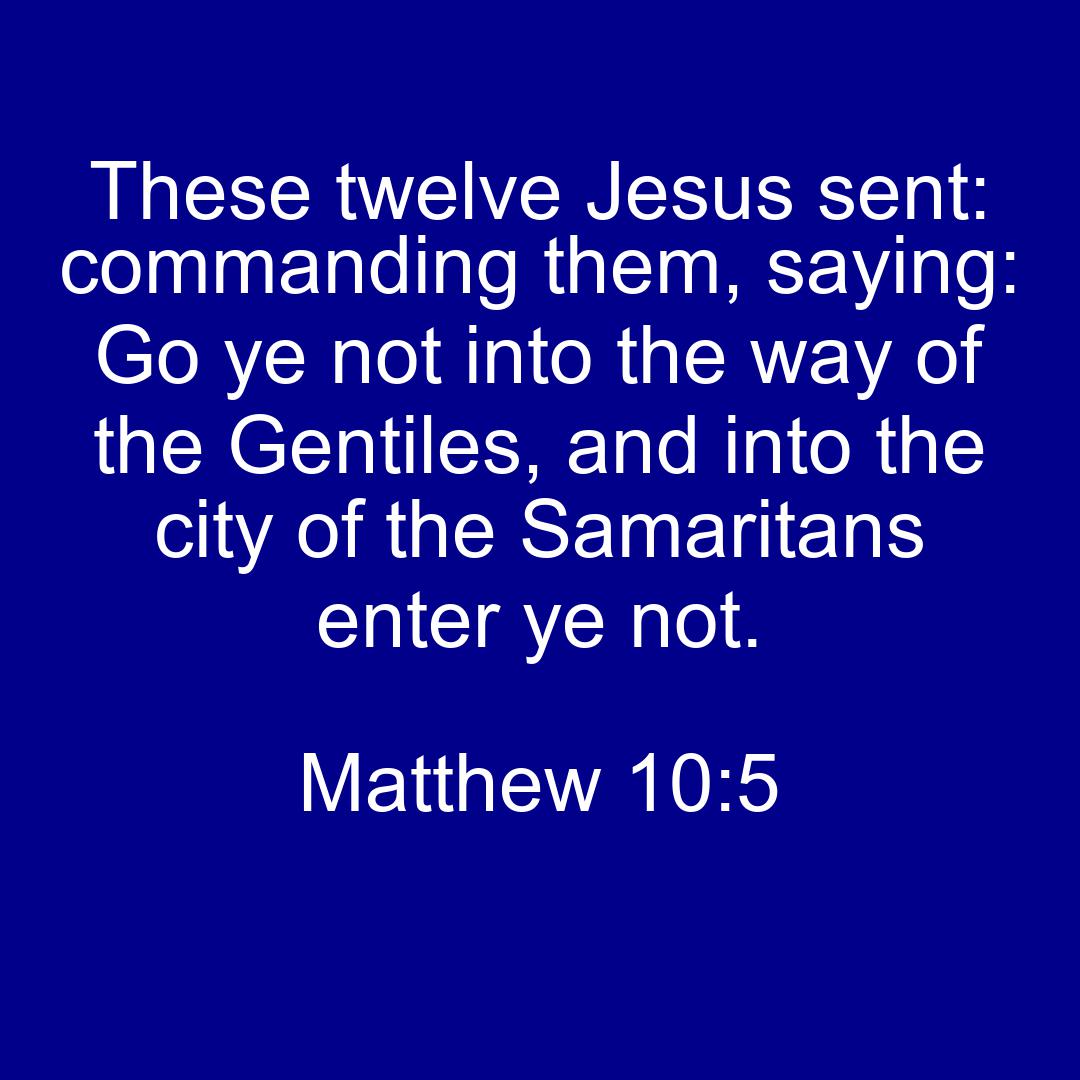 These twelve Jesus sent:
commanding them, saying:
Go ye not into the way of
the Gentiles, and into the
city of the Samaritans
enter ye not.
Matthew 10:5